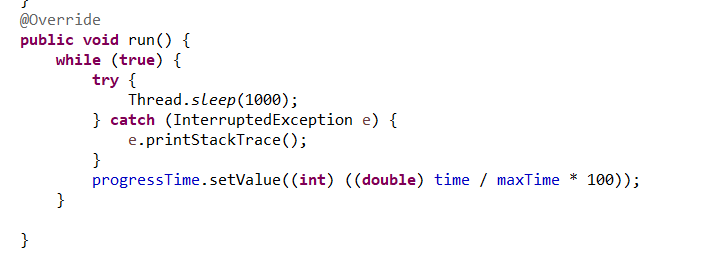 }
@Override
public void run() {
while (true) {
try {
Thread.sleep(1000);
} catch (InterruptedException e) {
e.printStackTrace();
}
progressTime.setValue((int) ((double) time / maxTime * 100));
}
}